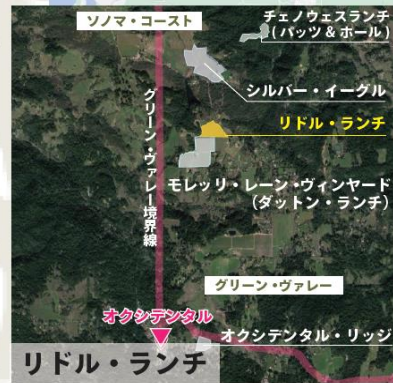 ソノマ・コースト
チェノウェスランチ
(パッツ & ホール)
シルバー・イーグル
リドル・ランチ
グリーン・ヴァレー境界線
モレッリ・レーン・ヴィンヤード
(ダットン・ランチ)
グリーン・ヴァレー
オクシデンタル
オクシデンタル・リッジ
リドル・ランチ